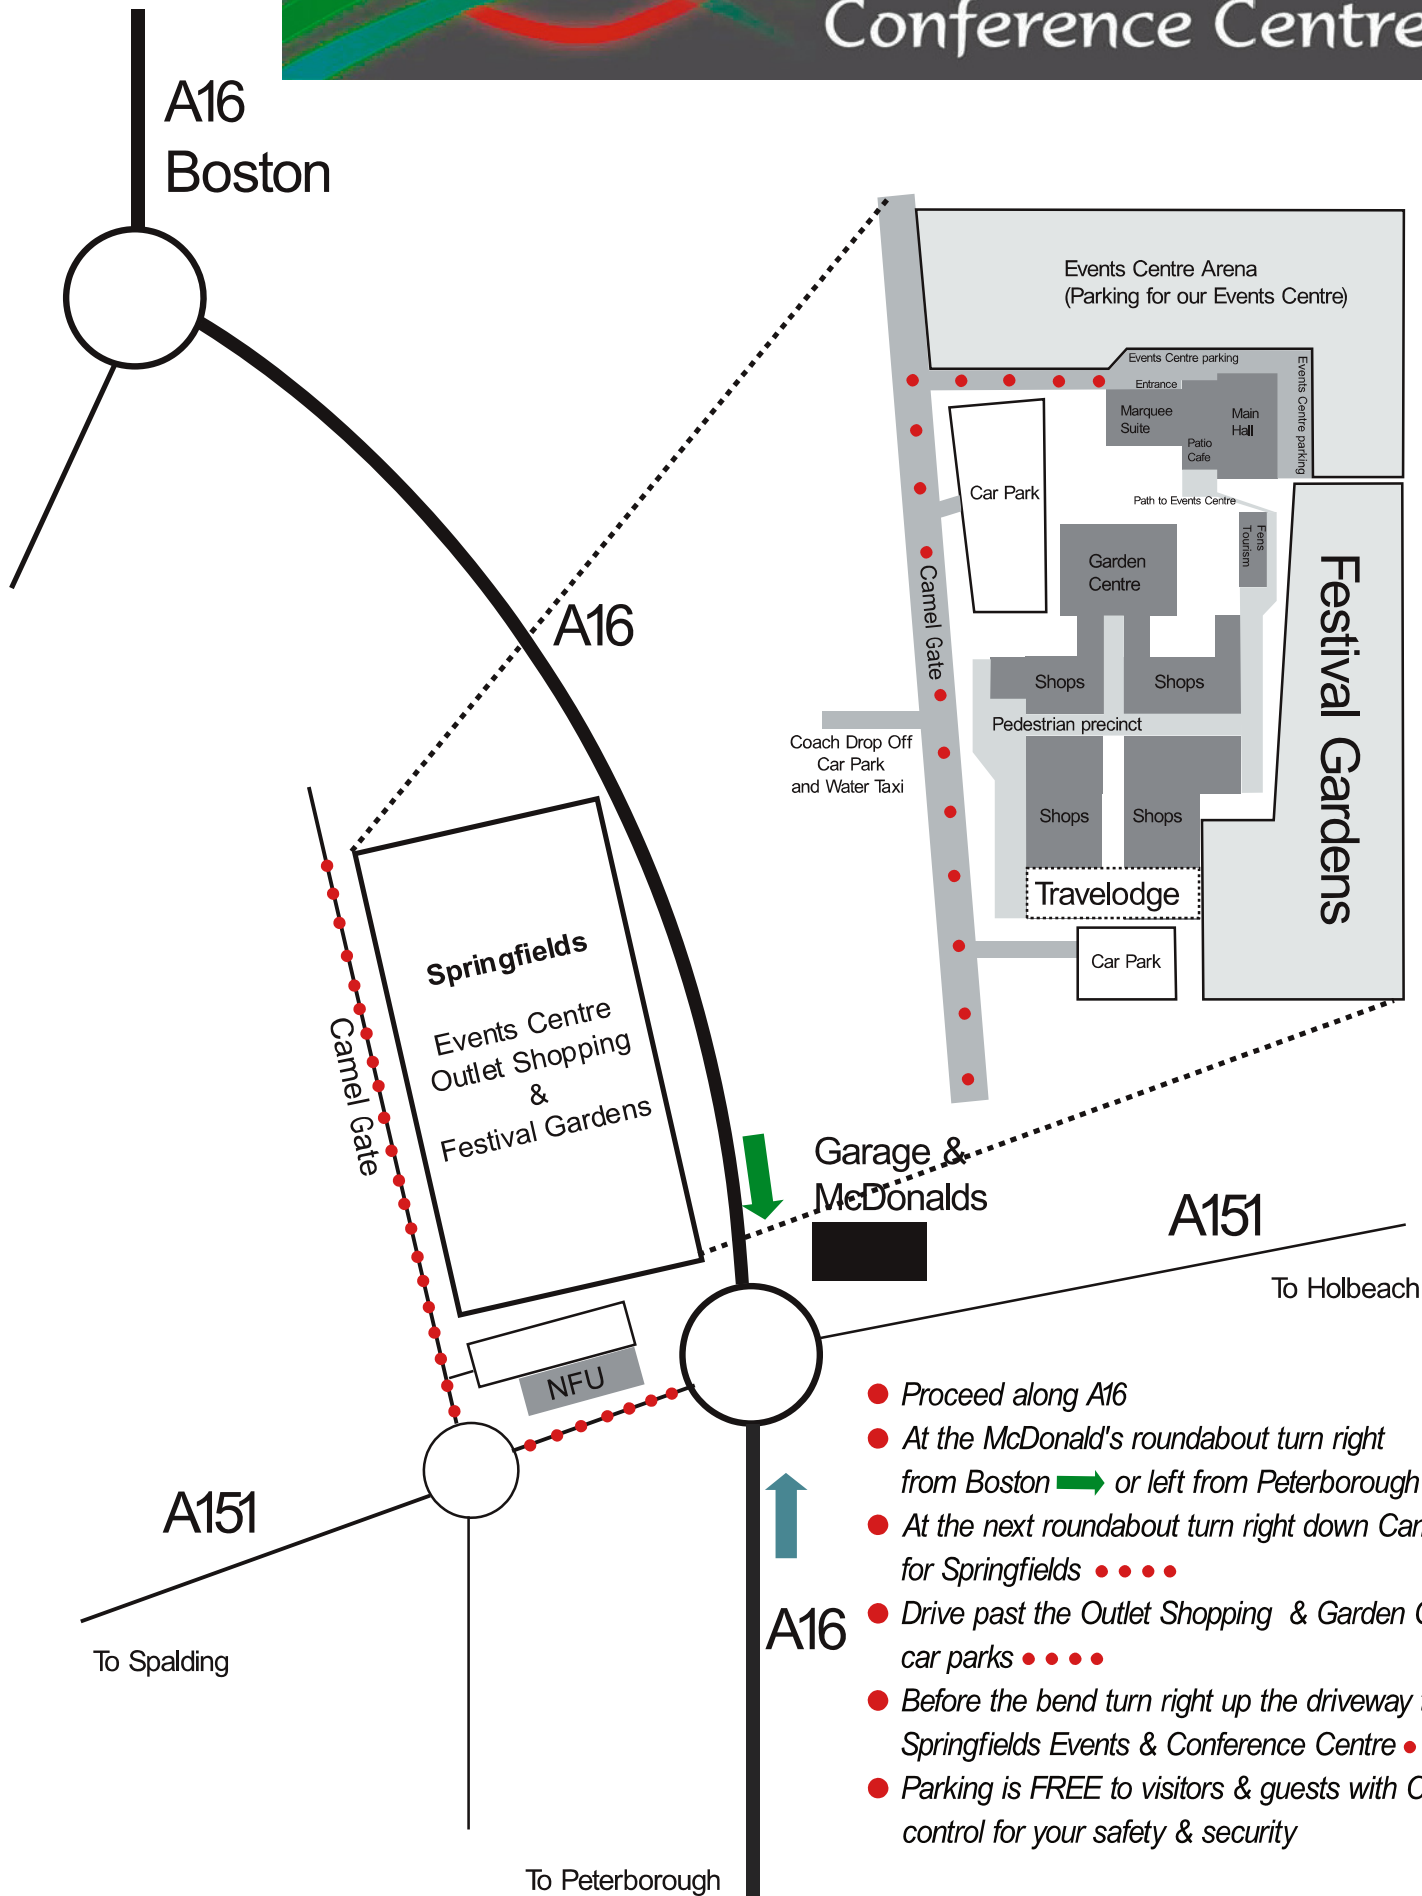 Conference Centre
A16
Boston
Events Centre Arena
(Parking for our Events Centre)
Events Centre parking
Events Centre parking
Entrance
Marquee
Suite
Main
Hall
Patio
Cafe
Car Park
Path to Events Centre
Fens
Tourism
Garden
Centre
Camel Gate
Festival Gardens
A16
Shops
Shops
Pedestrian precinct
Coach Drop Off
Car Park
and Water Taxi
Shops
Shops
Travelodge
Car Park
Springfields
Events Centre
Outlet Shopping
&
Festival Gardens
Camel Gate
Garage &
McDonalds
A151
To Holbeach
NFU
A151
To Spalding
A16
To Peterborough
Proceed along A16
At the McDonald's roundabout turn right
from Boston or left from Peterborough
At the next roundabout turn right down
for Springfields
Drive past the Outlet Shopping & Garden
car parks
Before the bend turn right up the driveway
Springfields Events & Conference Centre
Parking is FREE to visitors & guests with
control for your safety & security